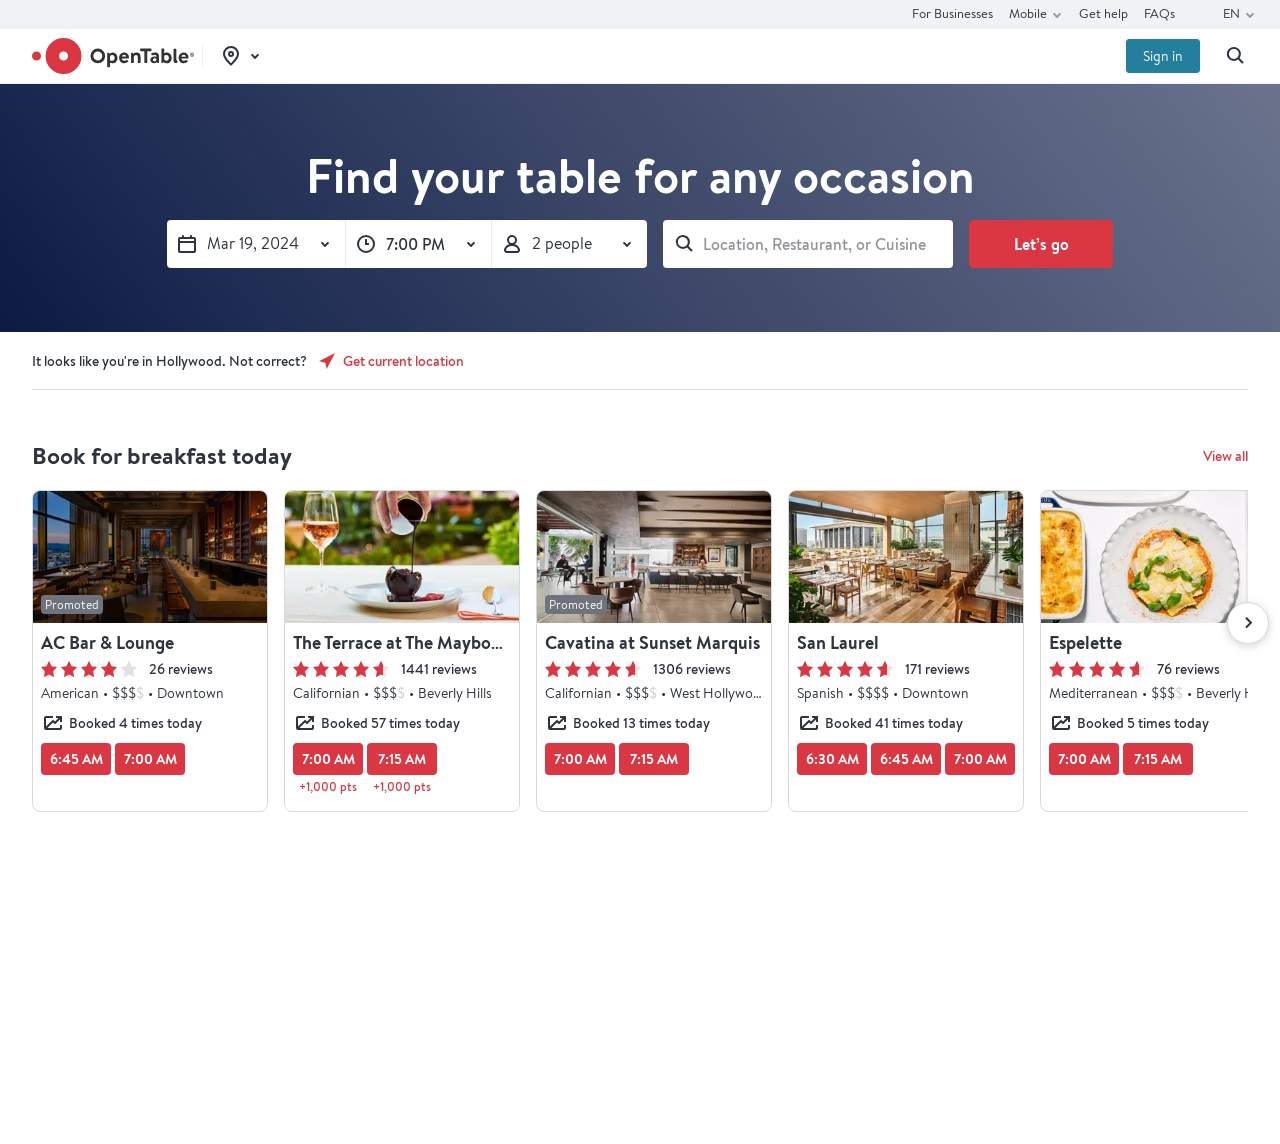 For Businesses Mobile Get help FAQs EN
OpenTable® Sign in
Find your table for any occasion
Mar 19, 2024 7:00 PM 2 people Location, Restaurant, or Cuisine Let's go
It looks like you're in Hollywood. Not correct? Get current location
Book for breakfast today View all
Promoted
AC Bar & Lounge
26 reviews
American • $$$$ • Downtown
Booked 4 times today
6:45 AM 7:00 AM
The Terrace at The Maybo...
1441 reviews
Californian • $$$$ • Beverly Hills
Booked 57 times today
7:00 AM 7:15 AM
+1,000 pts +1,000 pts
Promoted
Cavatina at Sunset Marquis
1306 reviews
Californian • $$$$ • West Hollywo...
Booked 13 times today
7:00 AM 7:15 AM
San Laurel
171 reviews
Spanish • $$$$ • Downtown
Booked 41 times today
6:30 AM 6:45 AM 7:00 AM
Espelette
76 reviews
Mediterranean • $$$$ • Beverly H
Booked 5 times today
7:00 AM 7:15 AM